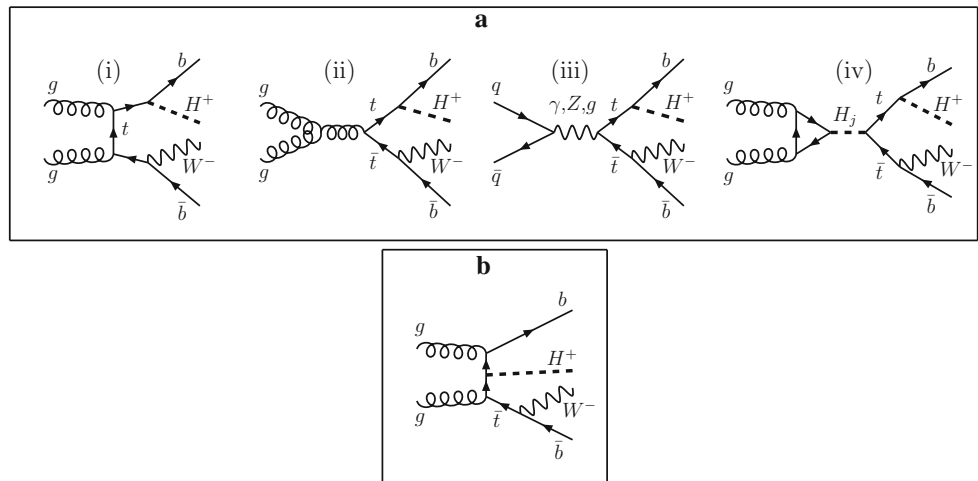 a
(i) (ii) (iii) (iv)
g t b H⁺ W⁻ b̄ g
g t b H⁺ t̄ W⁻ b̄ g
q γ,Z,g t b H⁺ t̄ W⁻ b̄ q̄
g H_j t b H⁺ t̄ W⁻ b̄ g
b
g b H⁺ W⁻ t̄ b̄ g